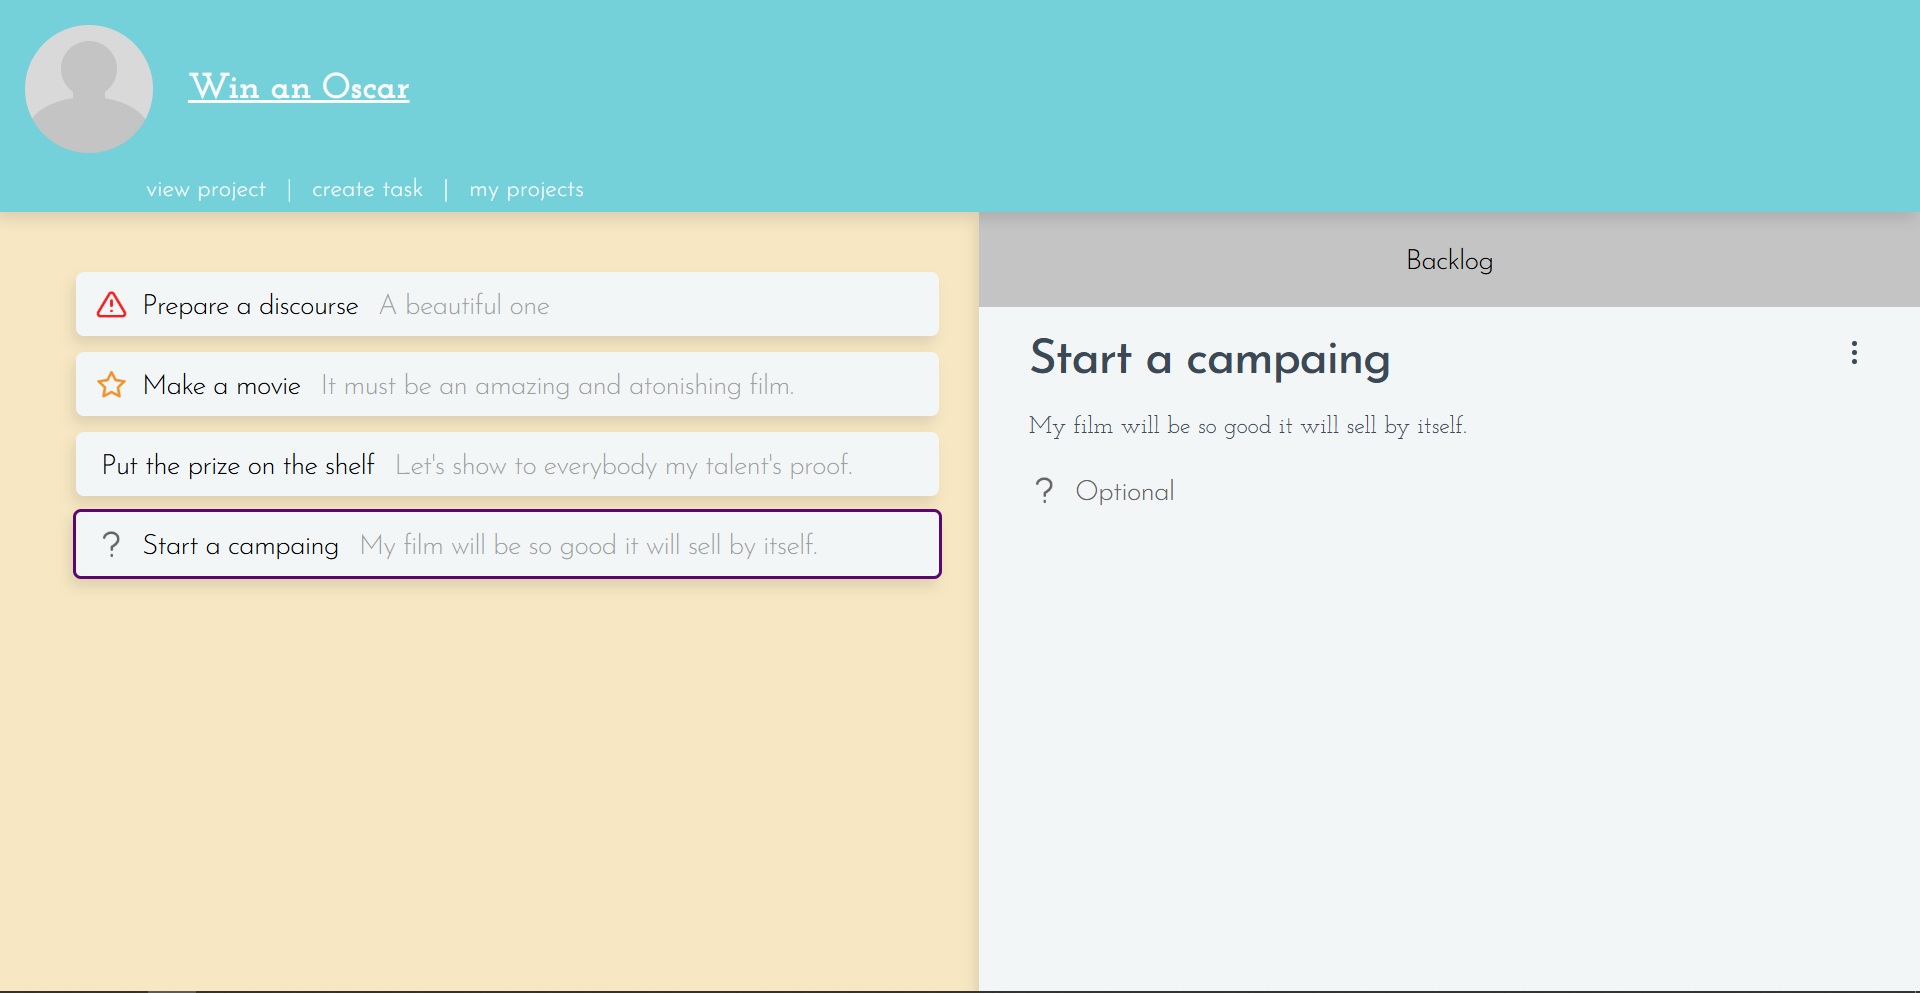 Win an Oscar
view project | create task | my projects
Prepare a discourse A beautiful one
Make a movie It must be an amazing and atonishing film.
Put the prize on the shelf Let's show to everybody my talent's proof.
? Start a campaing My film will be so good it will sell by itself.
Backlog
Start a campaing
My film will be so good it will sell by itself.
? Optional